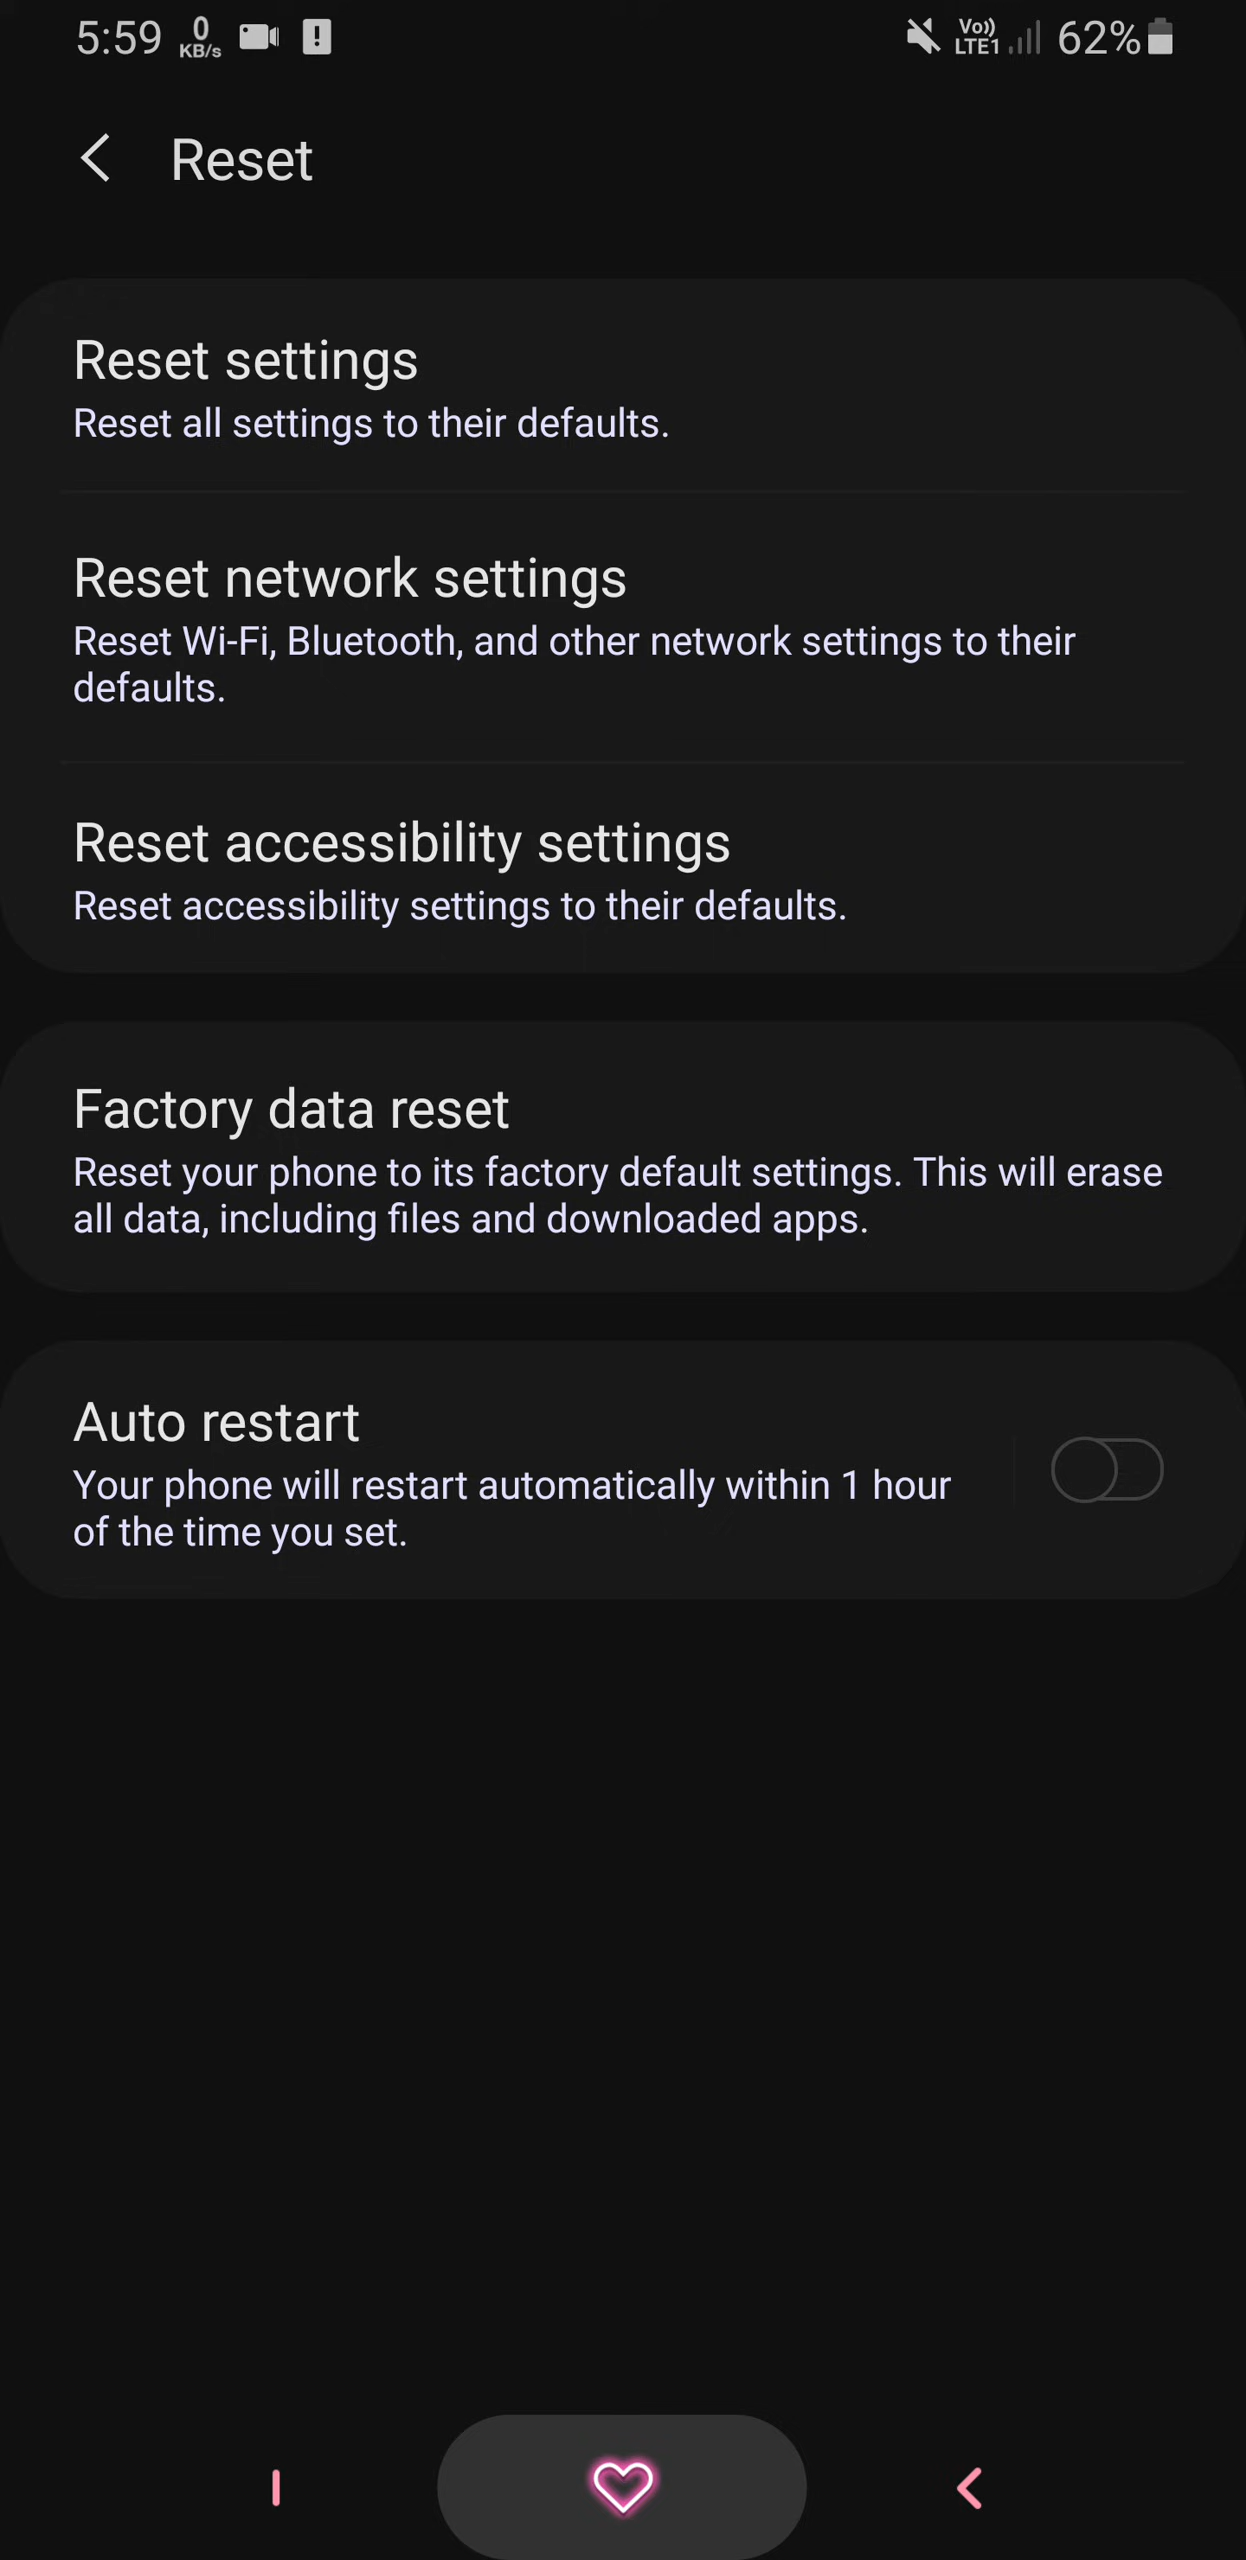 5:59 0 KB/s Vo)) LTE1 62%
Reset
Reset settings
Reset all settings to their defaults.
Reset network settings
Reset Wi-Fi, Bluetooth, and other network settings to their
defaults.
Reset accessibility settings
Reset accessibility settings to their defaults.
Factory data reset
Reset your phone to its factory default settings. This will erase
all data, including files and downloaded apps.
Auto restart
Your phone will restart automatically within 1 hour
of the time you set.